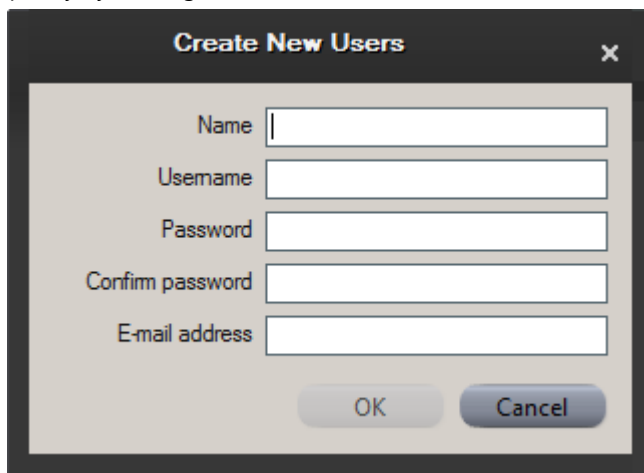 Create New Users
Name
Username
Password
Confirm password
E-mail address
OK Cancel